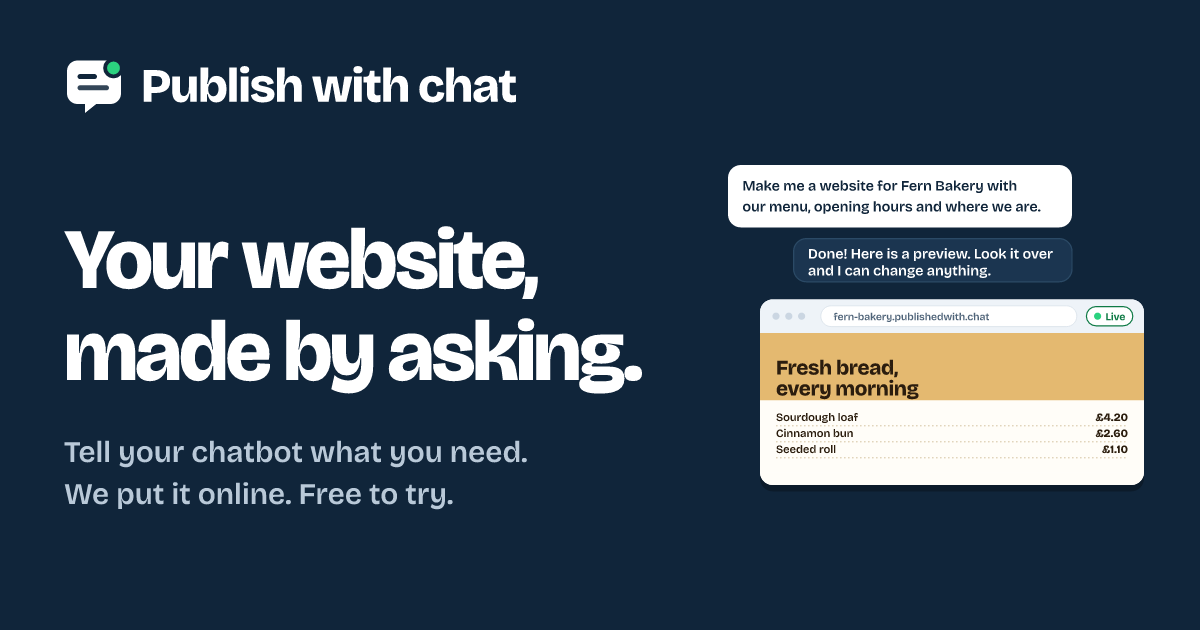 Publish with chat
Your website,
made by asking.
Tell your chatbot what you need.
We put it online. Free to try.
Make me a website for Fern Bakery with
our menu, opening hours and where we are.
Done! Here is a preview. Look it over
and I can change anything.
fern-bakery.publishedwith.chat
Live
Fresh bread,
every morning
Sourdough loaf £4.20
Cinnamon bun £2.60
Seeded roll £1.10